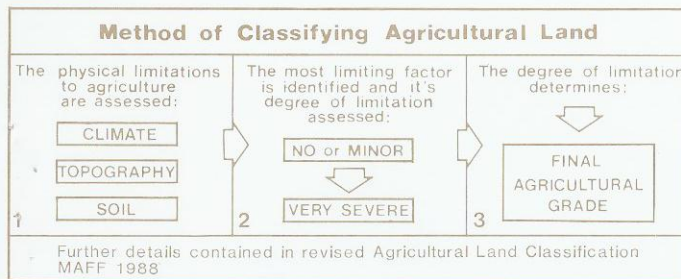 Method of Classifying Agricultural Land
The physical limitations
to agriculture
are assessed:
CLIMATE
TOPOGRAPHY
SOIL
1
The most limiting factor
is identified and it's
degree of limitation
assessed:
NO or MINOR
VERY SEVERE
2
The degree of limitation
determines:
FINAL
AGRICULTURAL
GRADE
3
Further details contained in revised Agricultural Land Classification
MAFF 1988